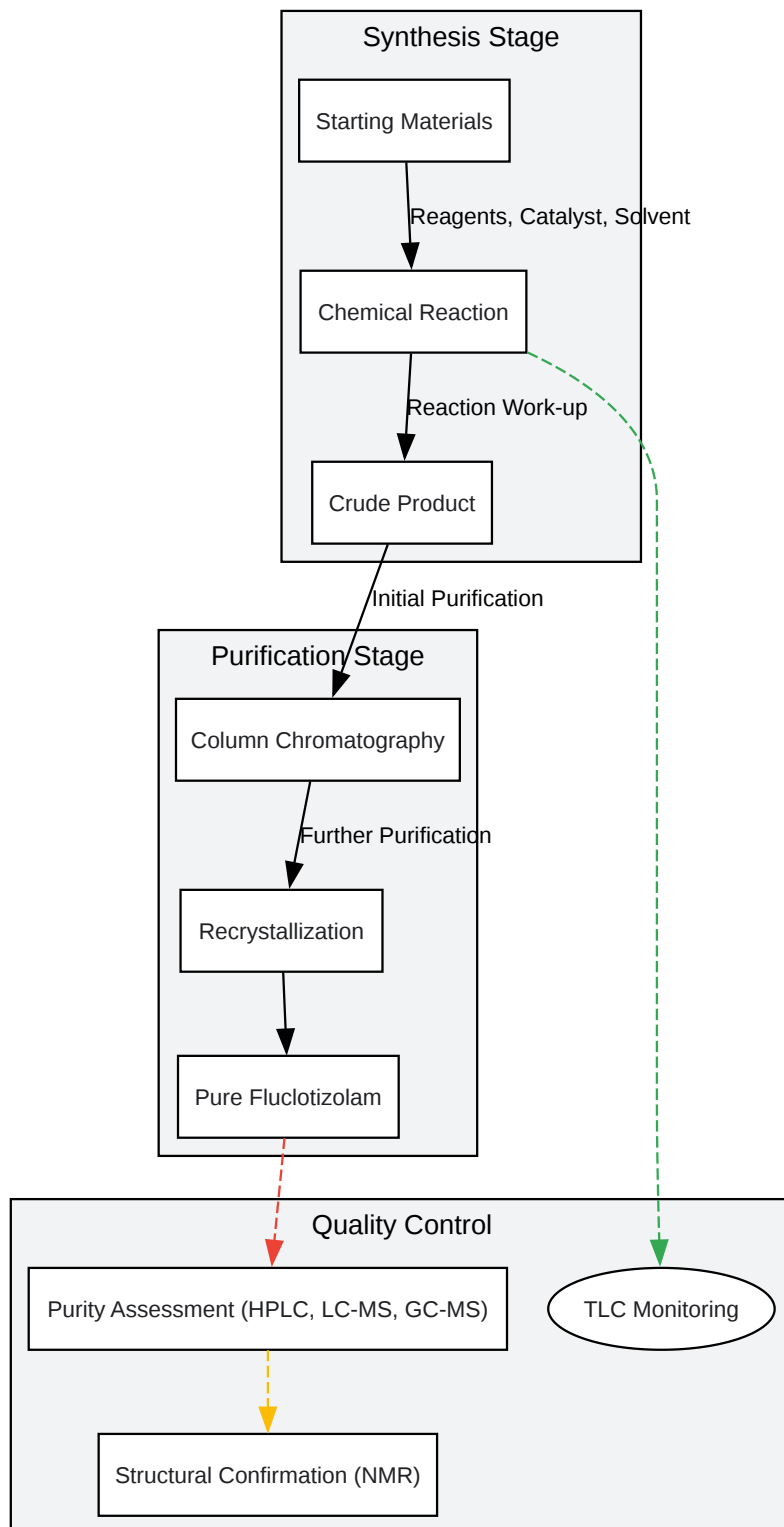 Synthesis Stage
Starting Materials
Reagents, Catalyst, Solvent
Chemical Reaction
Reaction Work-up
Crude Product
Initial Purification
Purification Stage
Column Chromatography
Further Purification
Recrystallization
Pure Fluclotizolam
Quality Control
Purity Assessment (HPLC, LC-MS, GC-MS)
TLC Monitoring
Structural Confirmation (NMR)